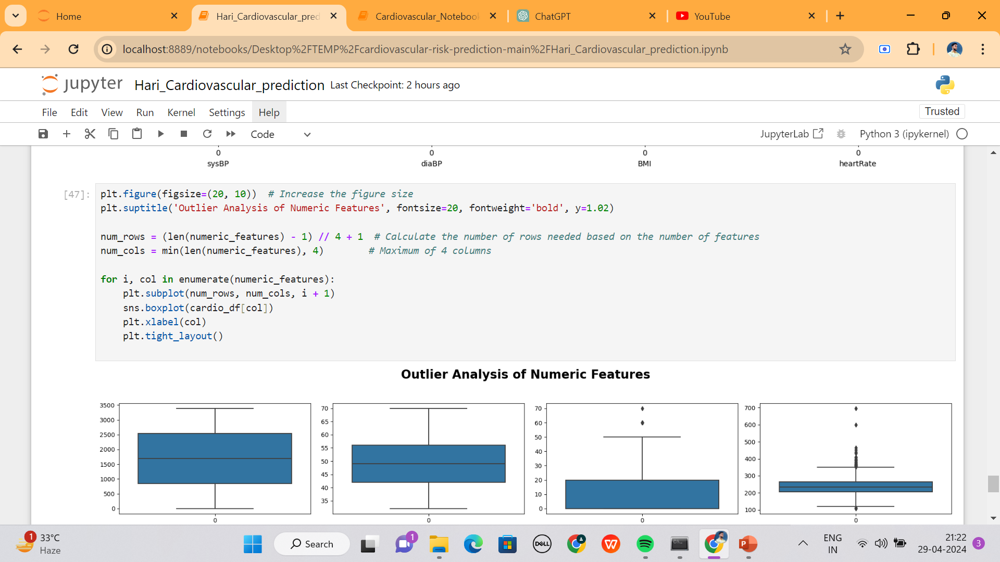 Home
Hari_Cardiovascular_pred
Cardiovascular_Noteboo
ChatGPT
YouTube
localhost:8889/notebooks/Desktop%2FTEMP%2Fcardiovascular-risk-prediction-main%2FHari_Cardiovascular_prediction.ipynb
jupyter Hari_Cardiovascular_prediction Last Checkpoint: 2 hours ago
File Edit View Run Kernel Settings Help
Trusted
Code
JupyterLab
Python 3 (ipykernel)
0 0 0 0
sysBP diaBP BMI heartRate
[47]:
plt.figure(figsize=(20, 10))  # Increase the figure size
plt.suptitle('Outlier Analysis of Numeric Features', fontsize=20, fontweight='bold', y=1.02)
num_rows = (len(numeric_features) - 1) // 4 + 1  # Calculate the number of rows needed based on the number of features
num_cols = min(len(numeric_features), 4)        # Maximum of 4 columns
for i, col in enumerate(numeric_features):
    plt.subplot(num_rows, num_cols, i + 1)
    sns.boxplot(cardio_df[col])
    plt.xlabel(col)
    plt.tight_layout()
Outlier Analysis of Numeric Features
3500
3000
2500
2000
1500
1000
500
0
0
70
65
60
55
50
45
40
35
0
70
60
50
40
30
20
10
0
0
700
600
500
400
300
200
100
0
1
33°C
Haze
Search
1
DELL
W
C:\
P
ENG
IN
21:22
29-04-2024
3